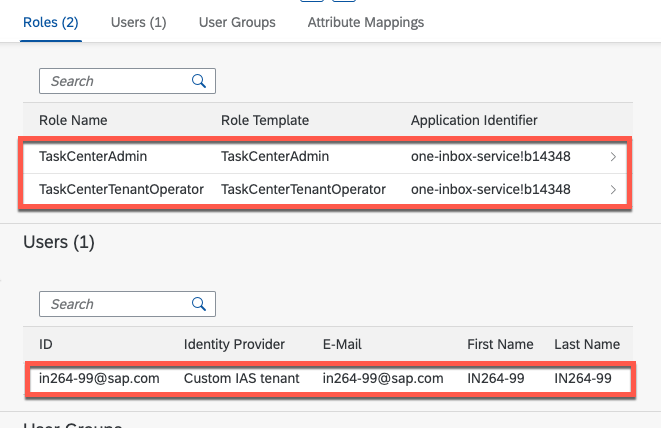 Roles (2) Users (1) User Groups Attribute Mappings
Search
Role Name Role Template Application Identifier
TaskCenterAdmin TaskCenterAdmin one-inbox-service!b14348
TaskCenterTenantOperator TaskCenterTenantOperator one-inbox-service!b14348
Users (1)
Search
ID Identity Provider E-Mail First Name Last Name
in264-99@sap.com Custom IAS tenant in264-99@sap.com IN264-99 IN264-99
User Groups